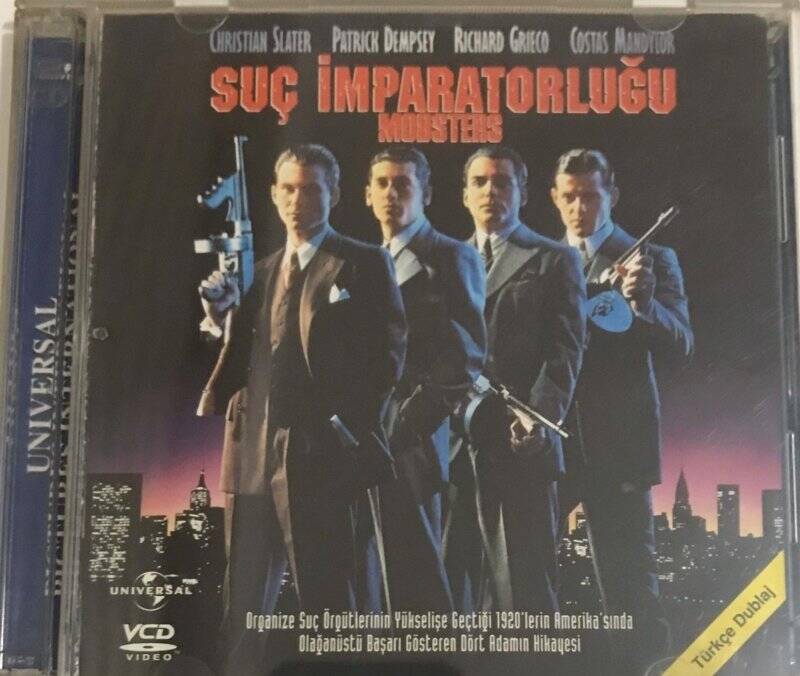 CHRISTIAN SLATER PATRICK DEMPSEY RICHARD GRIECO COSTAS MANDYLOR
SUÇ İMPARATORLUĞU
MOBSTERS
UNIVERSAL
UNIVERSAL
VCD
VIDEO
Organize Suç Örgütlerinin Yükselişe Geçtiği 1920'lerin Amerika'sında
Olağanüstü Başarı Gösteren Dört Adamın Hikayesi
Türkçe Dublaj